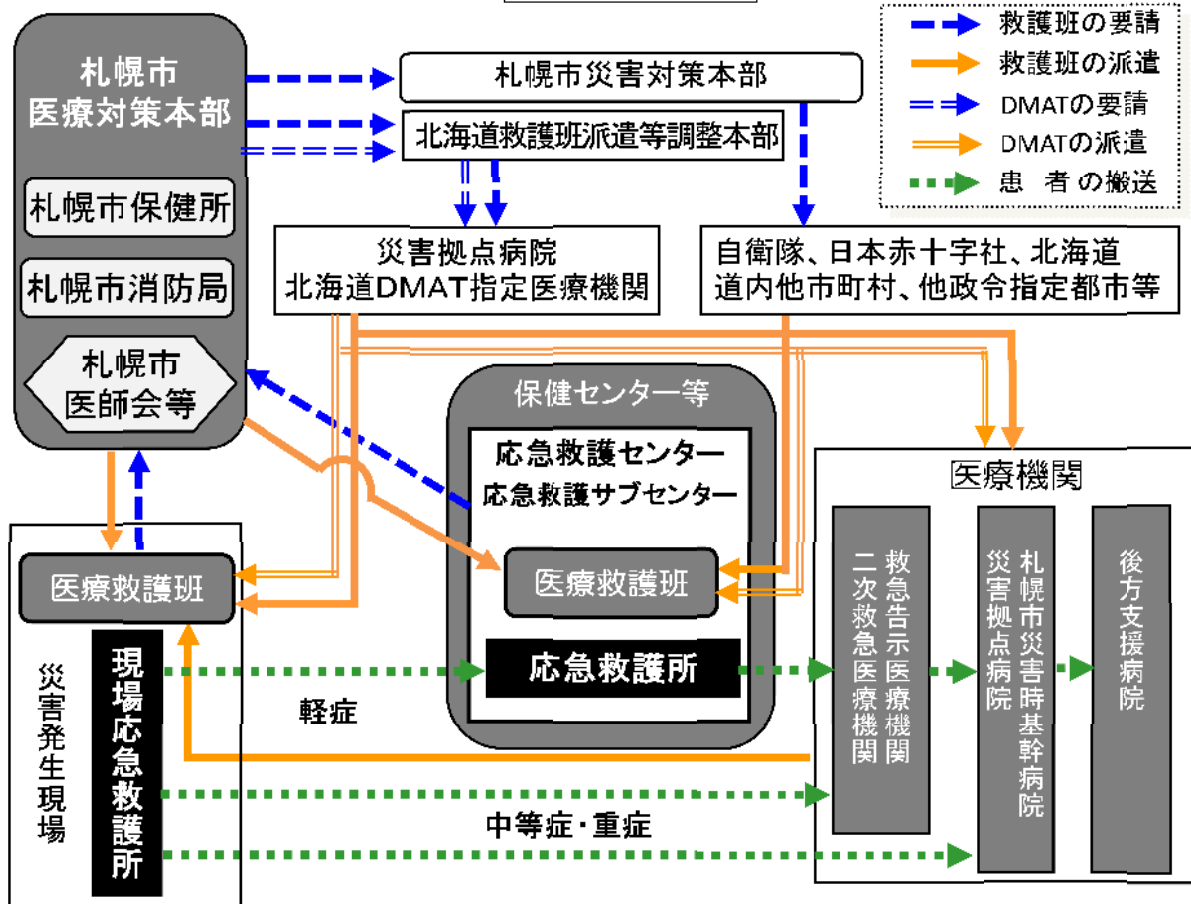 札幌市
医療対策本部
札幌市保健所
札幌市消防局
札幌市
医師会等
札幌市災害対策本部
北海道救護班派遣等調整本部
救護班の要請
救護班の派遣
DMATの要請
DMATの派遣
患 者の搬送
災害拠点病院
北海道DMAT指定医療機関
自衛隊、日本赤十字社、北海道
道内他市町村、他政令指定都市等
保健センター等
応急救護センター
応急救護サブセンター
医療救護班
応急救護所
医療救護班
災害発生現場
現場応急救護所
軽症
中等症・重症
医療機関
救急告示医療機関
二次救急医療機関
札幌市災害時基幹病院
災害拠点病院
後方支援病院